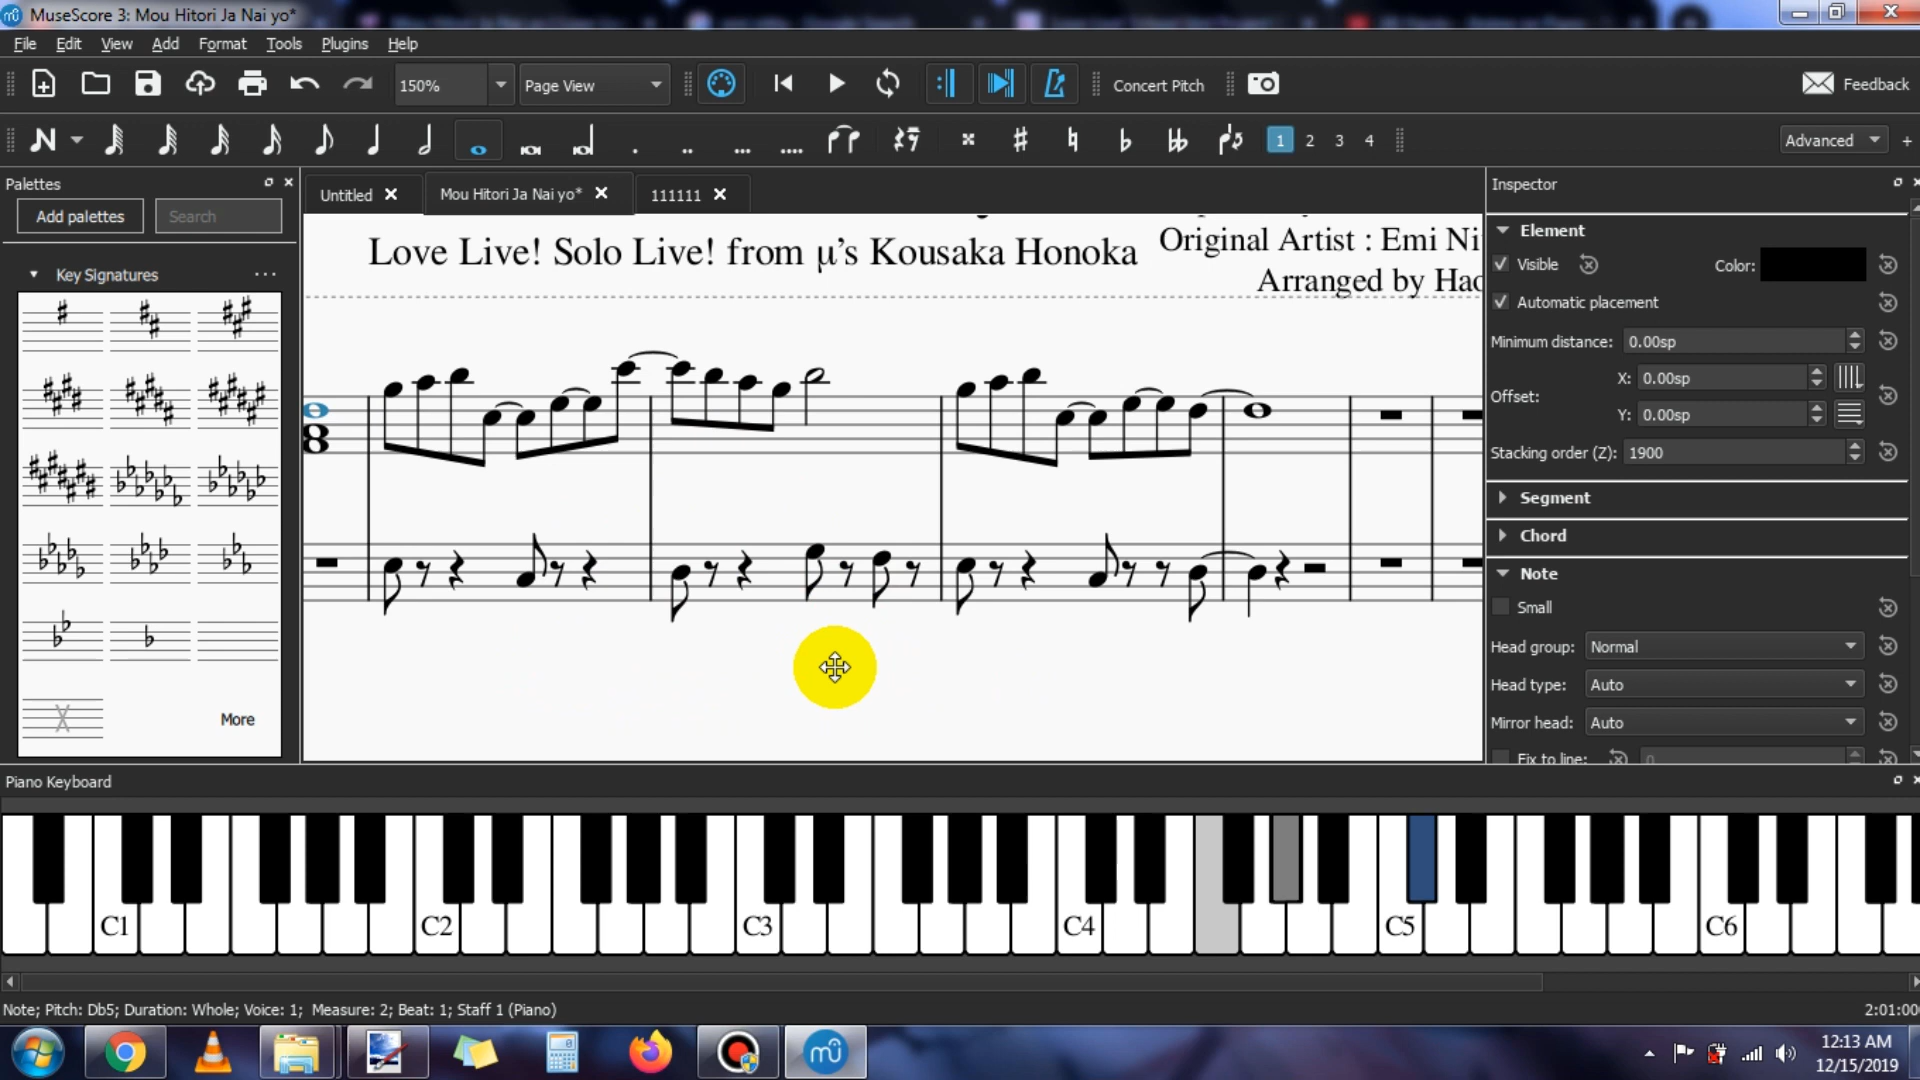 MuseScore 3: Mou Hitori Ja Nai yo*
File Edit View Add Format Tools Plugins Help
150% Page View Concert Pitch Feedback
1 2 3 4 Advanced +
Palettes
Add palettes Search
Key Signatures ...
More
Untitled Mou Hitori Ja Nai yo* 111111
Love Live! Solo Live! from μ's Kousaka Honoka
Original Artist : Emi Ni
Arranged by Hao
Inspector
Element
Visible Color:
Automatic placement
Minimum distance: 0.00sp
Offset: X: 0.00sp
Y: 0.00sp
Stacking order (Z): 1900
Segment
Chord
Note
Small
Head group: Normal
Head type: Auto
Mirror head: Auto
Fix to line: 0
Piano Keyboard
C1 C2 C3 C4 C5 C6
Note; Pitch: Db5; Duration: Whole; Voice: 1; Measure: 2; Beat: 1; Staff 1 (Piano)
2:01:00
12:13 AM
12/15/2019